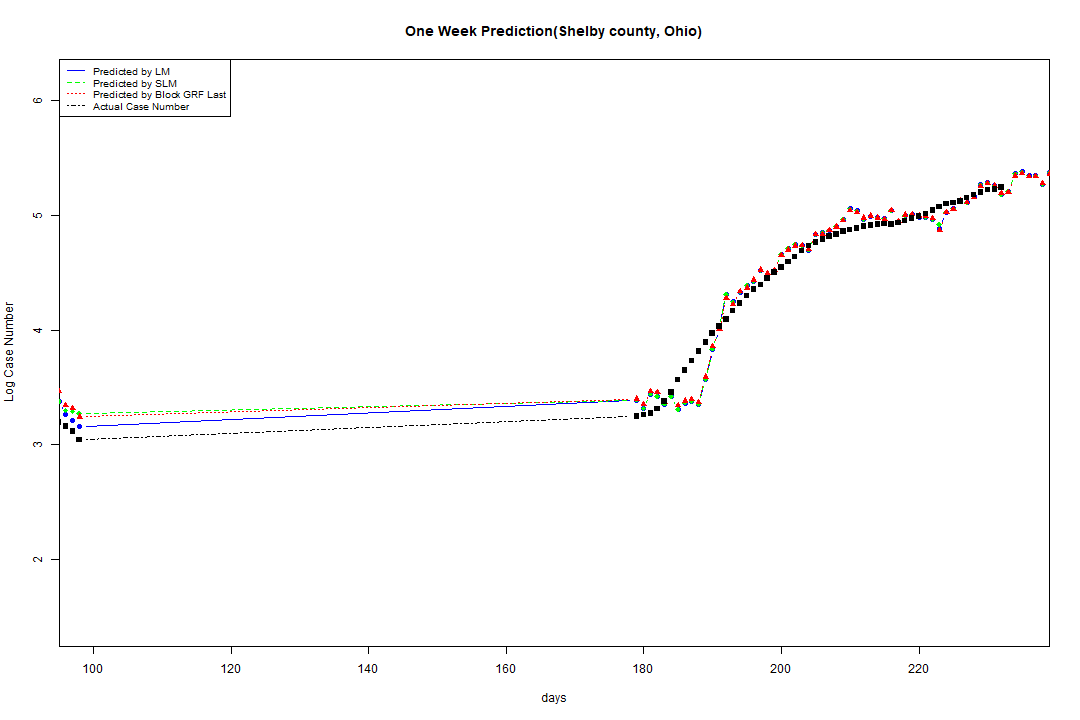 One Week Prediction(Shelby county, Ohio)
Predicted by LM
Predicted by SLM
Predicted by Block GRF Last
Actual Case Number
6
5
4
3
2
Log Case Number
100 120 140 160 180 200 220
days